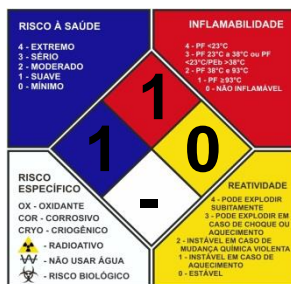 RISCO À SAÚDE
4 - EXTREMO
3 - SÉRIO
2 - MODERADO
1 - SUAVE
0 - MÍNIMO
INFLAMABILIDADE
4 - PF <23°C
3 - PF 23°C a 38°C ou PF
<23°C/PEb >38°C
2 - PF 38°C e 93°C
1 - PF ≥93°C
0 - NÃO INFLAMÁVEL
1
1
0
-
RISCO
ESPECÍFICO
OX - OXIDANTE
COR - CORROSIVO
CRYO - CRIOGÊNICO
- RADIOATIVO
W - NÃO USAR ÁGUA
- RISCO BIOLÓGICO
REATIVIDADE
4 - PODE EXPLODIR
SUBITAMENTE
3 - PODE EXPLODIR EM
CASO DE CHOQUE OU
AQUECIMENTO
2 - INSTÁVEL EM CASO DE
MUDANÇA QUÍMICA VIOLENTA
1 - INSTÁVEL EM CASO DE
AQUECIMENTO
0 - ESTÁVEL